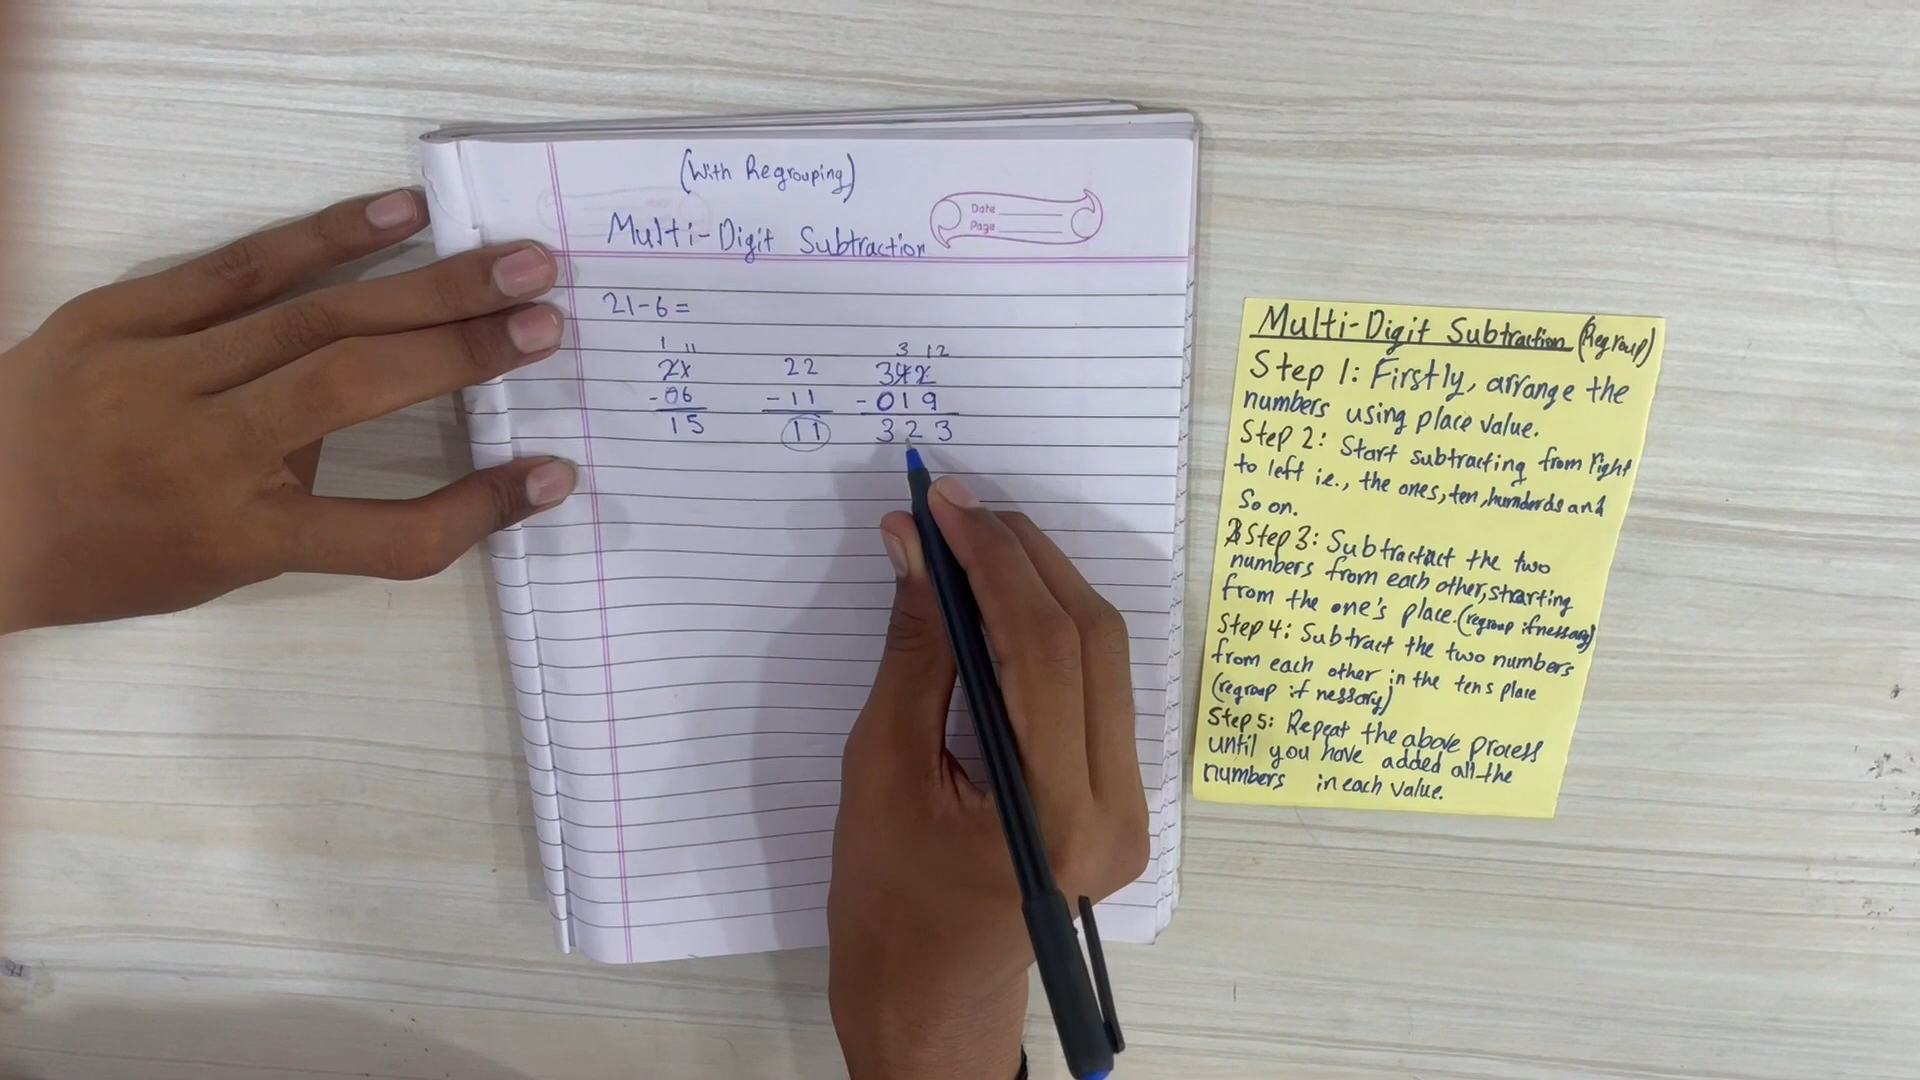 (With Regrouping)
Date
Page
Multi-Digit Subtraction
21-6=
1 11
21
-06
15
22
-11
11
3 12
342
-019
323
Multi-Digit Subtraction (Regroup)
Step 1: Firstly, arrange the
numbers using place value.
Step 2: Start subtracting from right
to left i.e., the ones, ten, humderds and
So on.
Step 3: Subtractact the two
numbers from each other, strarting
from the one's place. (regroup if nessary)
Step 4: Subtract the two numbers
from each other in the tens place
(regroup if nessory)
Step 5: Repeat the above process
until you have added all the
numbers in each value.